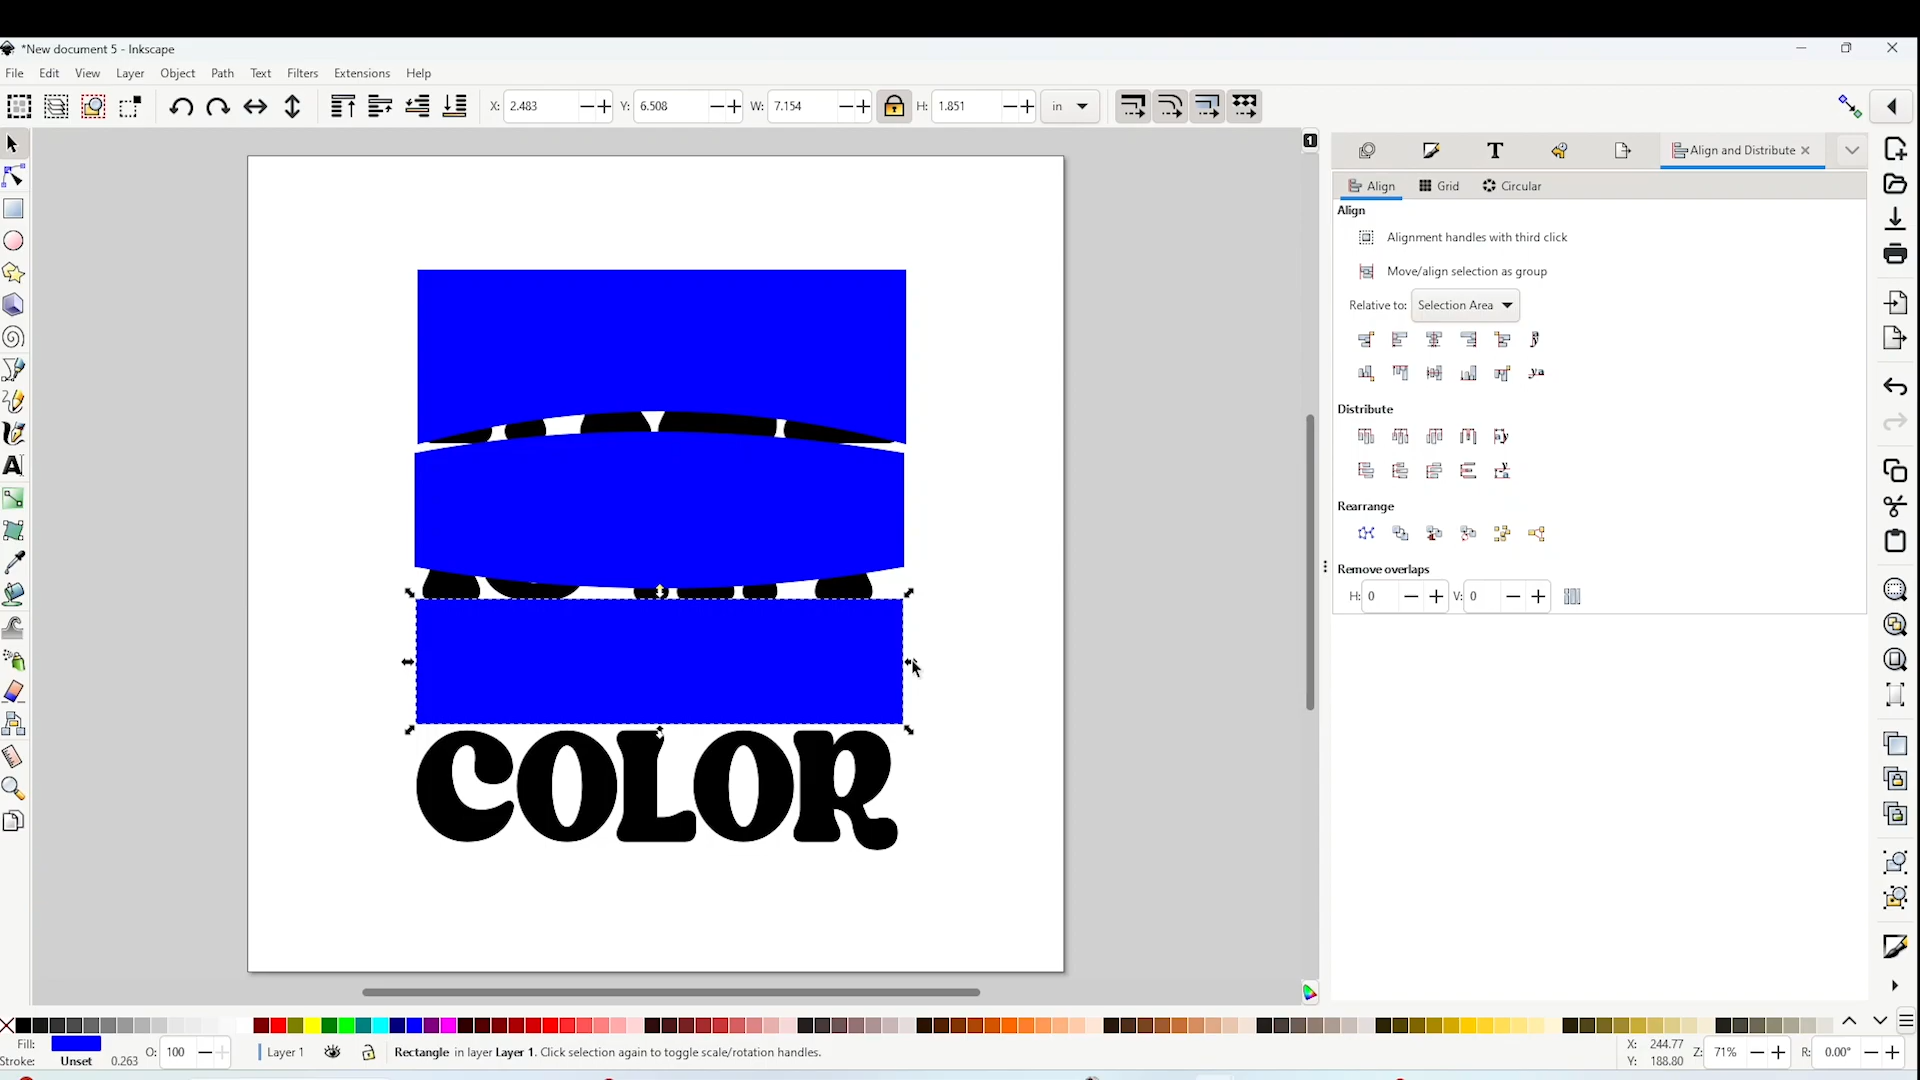 *New document 5 - Inkscape
File Edit View Layer Object Path Text Filters Extensions Help
X: 2.483 Y: 6.508 W: 7.154 H: 1.851 in
1
Align and Distribute
Align Grid Circular
Align
Alignment handles with third click
Move/align selection as group
Relative to: Selection Area
Distribute
Rearrange
Remove overlaps
H: 0 V: 0
COLOR
Fill:
Stroke: Unset 0.263 O: 100 Layer 1 Rectangle in layer Layer 1. Click selection again to toggle scale/rotation handles.
X: 244.77
Y: 188.80
Z: 71% R: 0.00°